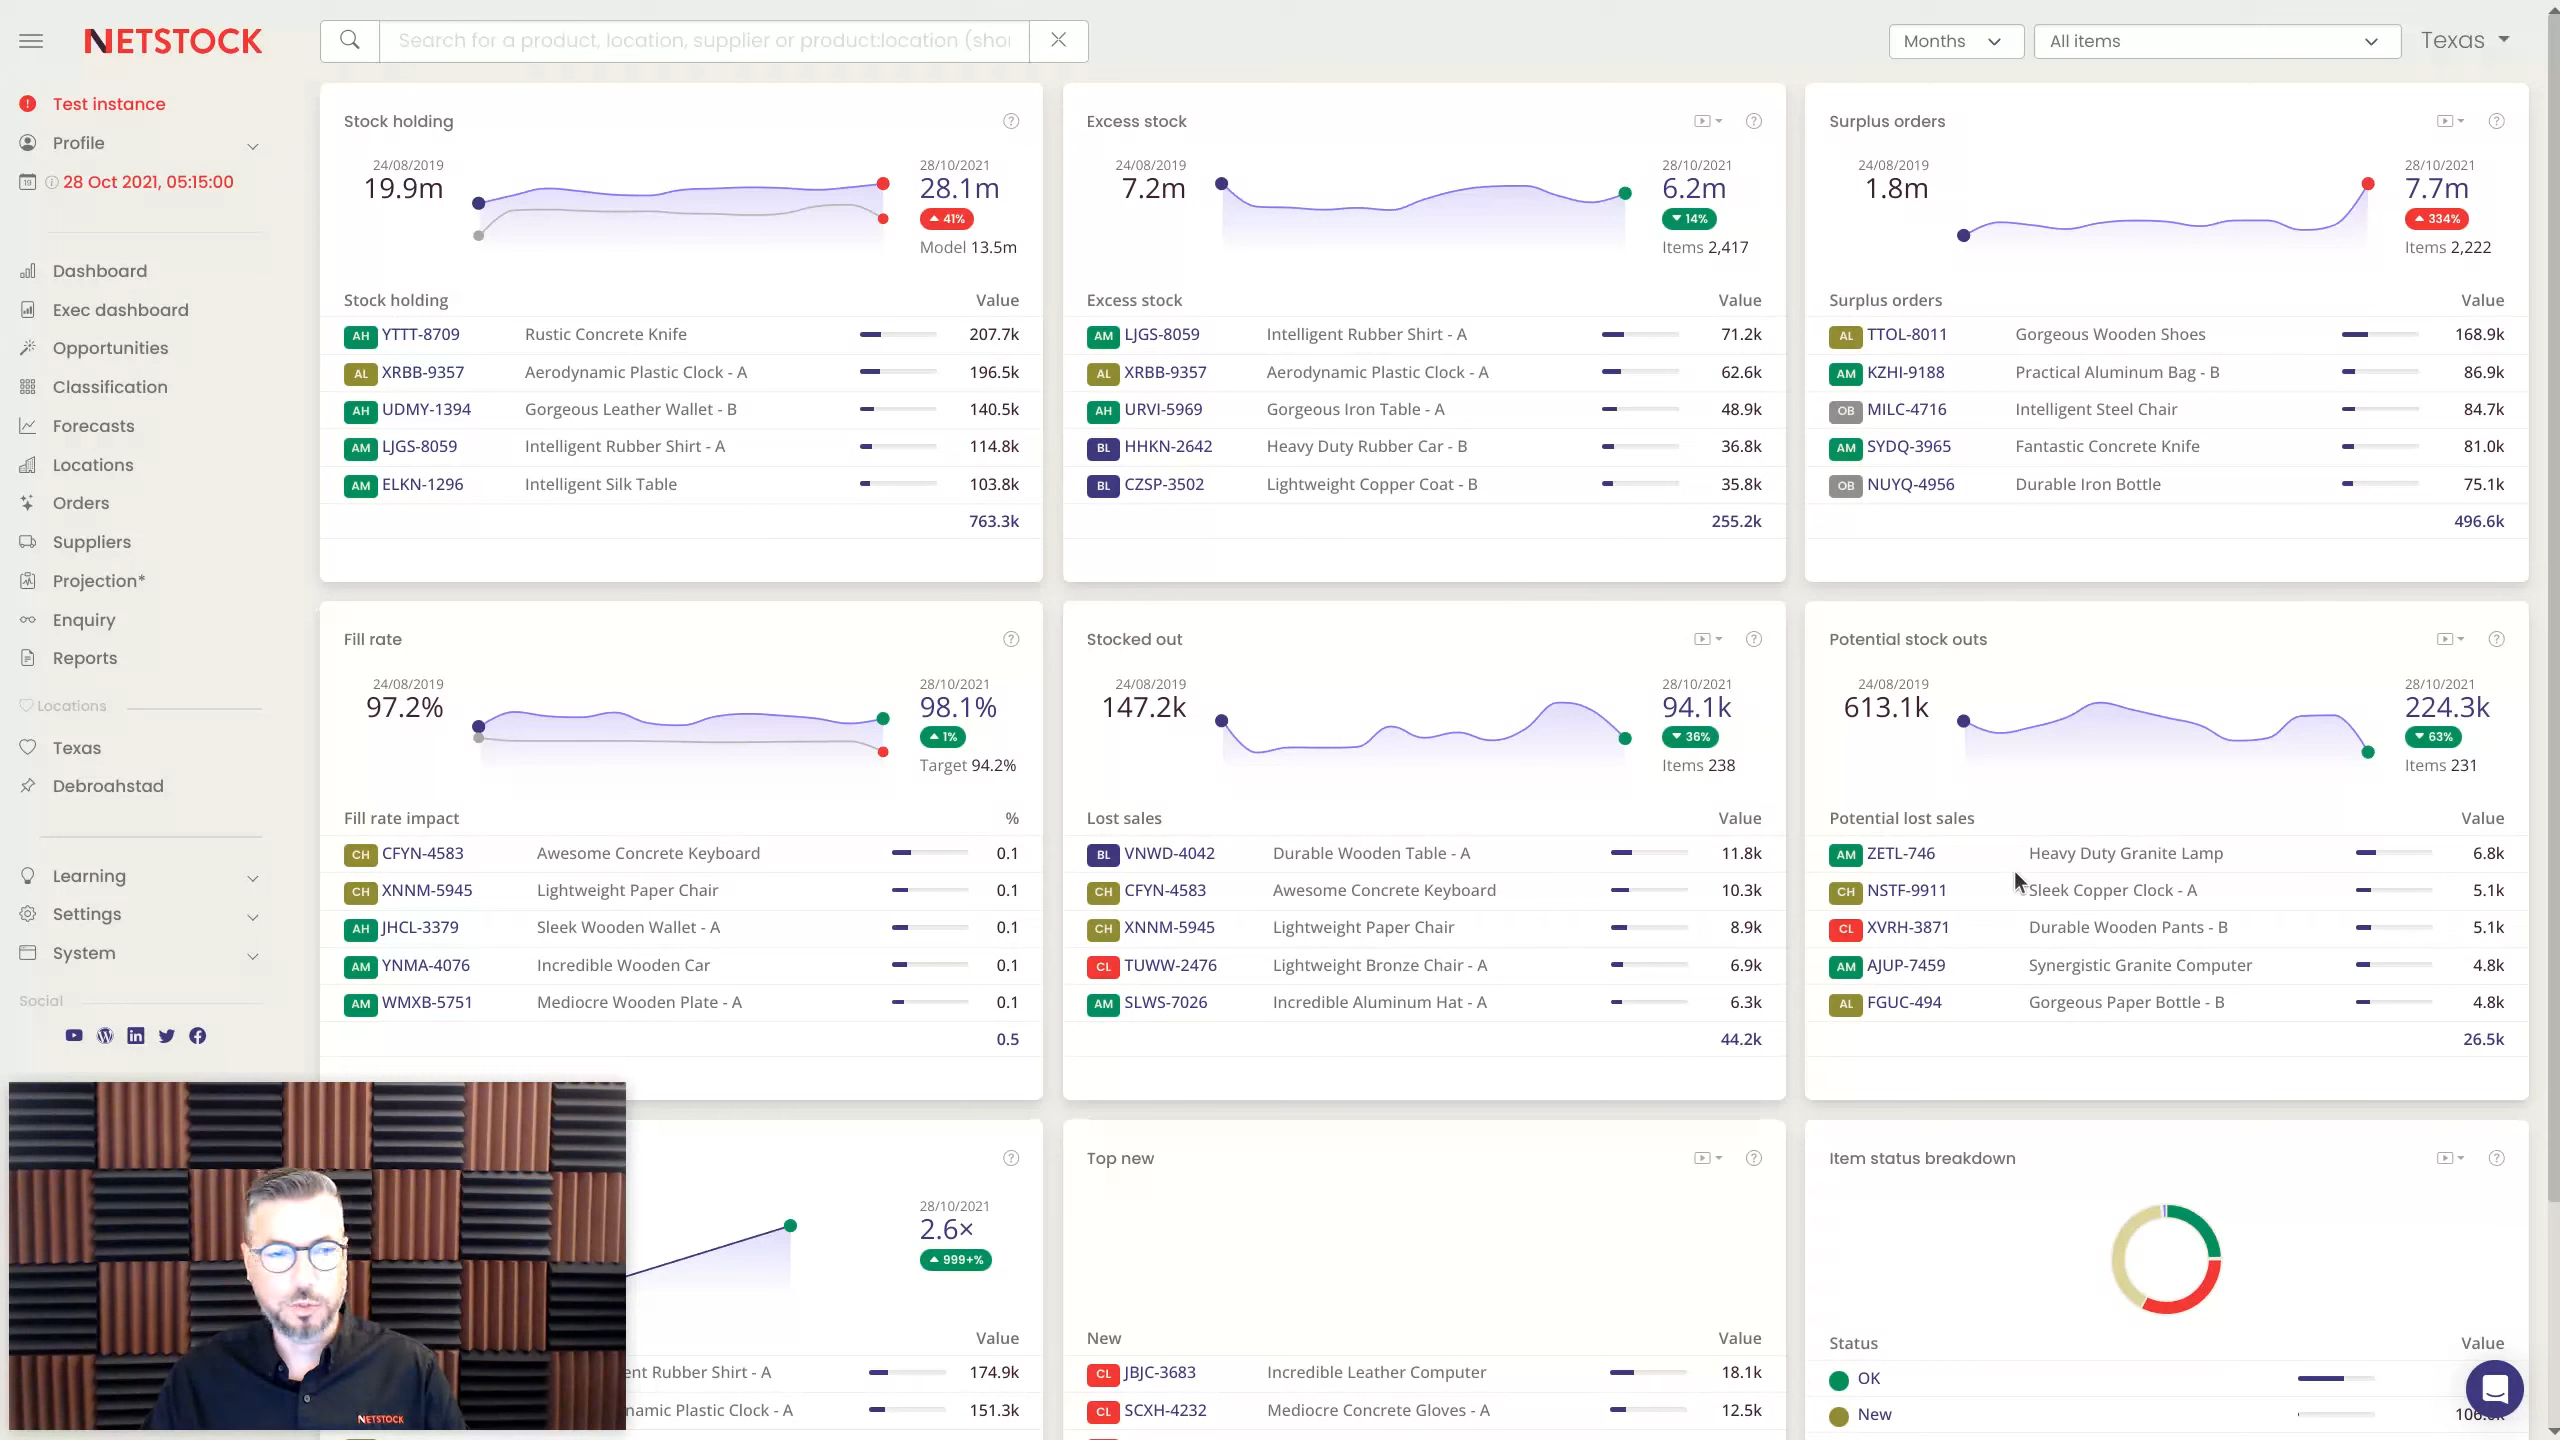 NETSTOCK
Search for a product, location, supplier or product:location (shor
Months
All items
Texas
Test instance
Profile
28 Oct 2021, 05:15:00
Dashboard
Exec dashboard
Opportunities
Classification
Forecasts
Locations
Orders
Suppliers
Projection*
Enquiry
Reports
Locations
Texas
Debroahstad
Learning
Settings
System
Social
Stock holding
24/08/2019
19.9m
28/10/2021
28.1m
41%
Model 13.5m
Stock holding Value
AH YTTT-8709 Rustic Concrete Knife 207.7k
AL XRBB-9357 Aerodynamic Plastic Clock - A 196.5k
AH UDMY-1394 Gorgeous Leather Wallet - B 140.5k
AM LJGS-8059 Intelligent Rubber Shirt - A 114.8k
AM ELKN-1296 Intelligent Silk Table 103.8k
763.3k
Excess stock
24/08/2019
7.2m
28/10/2021
6.2m
14%
Items 2,417
Excess stock Value
AM LJGS-8059 Intelligent Rubber Shirt - A 71.2k
AL XRBB-9357 Aerodynamic Plastic Clock - A 62.6k
AH URVI-5969 Gorgeous Iron Table - A 48.9k
BL HHKN-2642 Heavy Duty Rubber Car - B 36.8k
BL CZSP-3502 Lightweight Copper Coat - B 35.8k
255.2k
Surplus orders
24/08/2019
1.8m
28/10/2021
7.7m
334%
Items 2,222
Surplus orders Value
AL TTOL-8011 Gorgeous Wooden Shoes 168.9k
AM KZHI-9188 Practical Aluminum Bag - B 86.9k
OB MILC-4716 Intelligent Steel Chair 84.7k
AM SYDQ-3965 Fantastic Concrete Knife 81.0k
OB NUYQ-4956 Durable Iron Bottle 75.1k
496.6k
Fill rate
24/08/2019
97.2%
28/10/2021
98.1%
1%
Target 94.2%
Fill rate impact %
CH CFYN-4583 Awesome Concrete Keyboard 0.1
CH XNNM-5945 Lightweight Paper Chair 0.1
AH JHCL-3379 Sleek Wooden Wallet - A 0.1
AM YNMA-4076 Incredible Wooden Car 0.1
AM WMXB-5751 Mediocre Wooden Plate - A 0.1
0.5
Stocked out
24/08/2019
147.2k
28/10/2021
94.1k
36%
Items 238
Lost sales Value
BL VNWD-4042 Durable Wooden Table - A 11.8k
CH CFYN-4583 Awesome Concrete Keyboard 10.3k
CH XNNM-5945 Lightweight Paper Chair 8.9k
CL TUWW-2476 Lightweight Bronze Chair - A 6.9k
AM SLWS-7026 Incredible Aluminum Hat - A 6.3k
44.2k
Potential stock outs
24/08/2019
613.1k
28/10/2021
224.3k
63%
Items 231
Potential lost sales Value
AM ZETL-746 Heavy Duty Granite Lamp 6.8k
CH NSTF-9911 Sleek Copper Clock - A 5.1k
CL XVRH-3871 Durable Wooden Pants - B 5.1k
AM AJUP-7459 Synergistic Granite Computer 4.8k
AL FGUC-494 Gorgeous Paper Bottle - B 4.8k
26.5k
28/10/2021
2.6×
999+%
Value
ent Rubber Shirt - A 174.9k
namic Plastic Clock - A 151.3k
NETSTOCK
Top new
New Value
CL JBJC-3683 Incredible Leather Computer 18.1k
CL SCXH-4232 Mediocre Concrete Gloves - A 12.5k
Item status breakdown
Status Value
OK
New